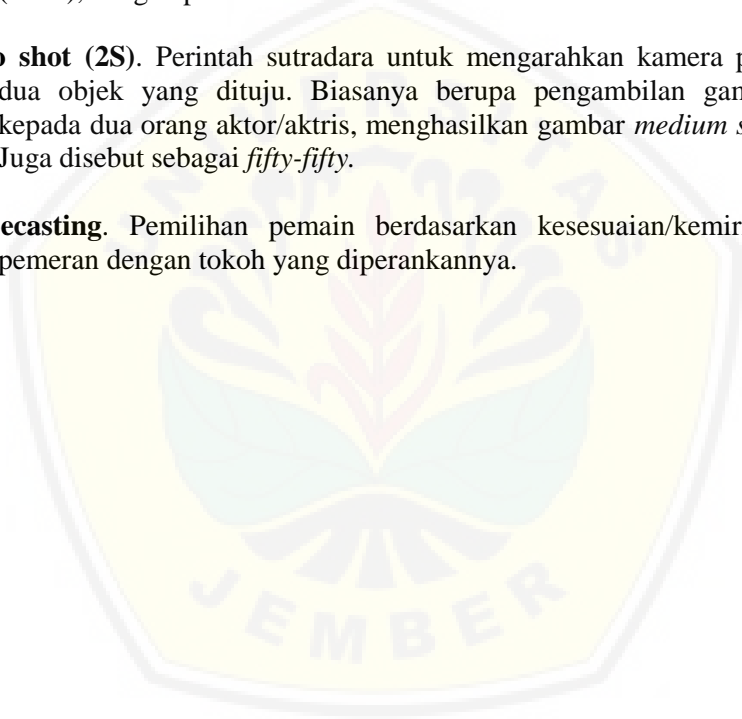 o shot (2S). Perintah sutradara untuk mengarahkan kamera p
dua objek yang dituju. Biasanya berupa pengambilan gam
kepada dua orang aktor/aktris, menghasilkan gambar medium s
Juga disebut sebagai fifty-fifty.
ecasting. Pemilihan pemain berdasarkan kesesuaian/kemir
pemeran dengan tokoh yang diperankannya.
UNIVERSITAS
JEMBER